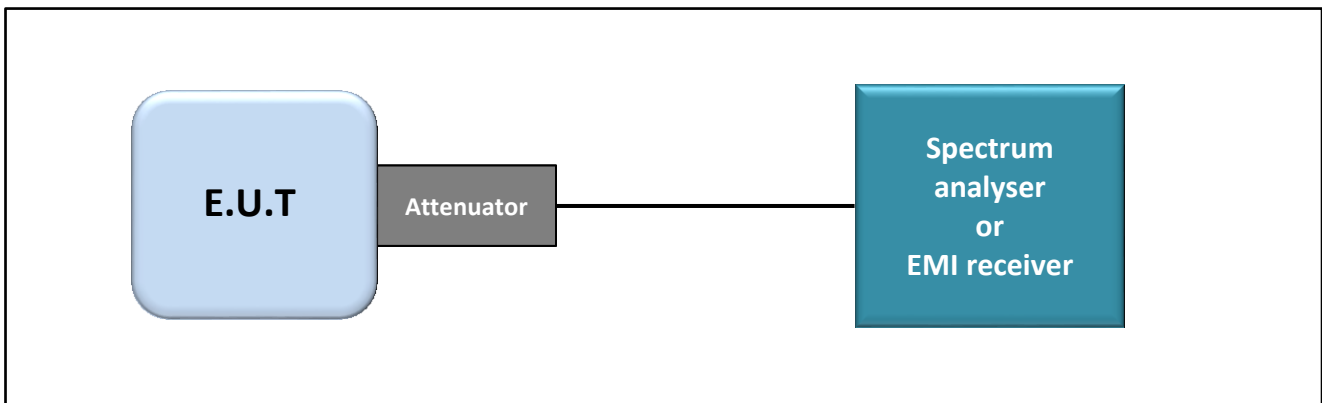 E.U.T
Attenuator
Spectrum
analyser
or
EMI receiver